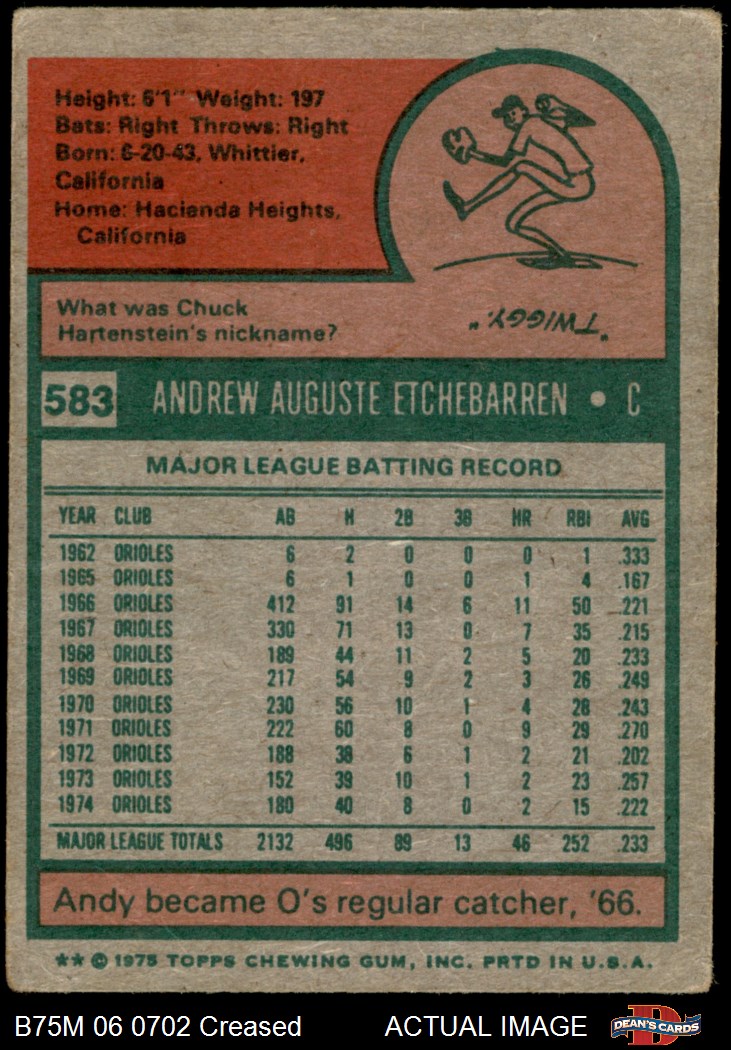 Height: 6'1" Weight: 197
Bats: Right Throws: Right
Born: 6-20-43, Whittier,
California
Home: Hacienda Heights,
California
What was Chuck
Hartenstein's nickname?
"TWIGGY."
583 ANDREW AUGUSTE ETCHEBARREN • C
MAJOR LEAGUE BATTING RECORD
YEAR CLUB AB H 2B 3B HR RBI AVG
1962 ORIOLES 6 2 0 0 0 1 .333
1965 ORIOLES 6 1 0 0 1 4 .167
1966 ORIOLES 412 91 14 6 11 50 .221
1967 ORIOLES 330 71 13 0 7 35 .215
1968 ORIOLES 189 44 11 2 5 20 .233
1969 ORIOLES 217 54 9 2 3 26 .249
1970 ORIOLES 230 56 10 1 4 28 .243
1971 ORIOLES 222 60 8 0 9 29 .270
1972 ORIOLES 188 38 6 1 2 21 .202
1973 ORIOLES 152 39 10 1 2 23 .257
1974 ORIOLES 180 40 8 0 2 15 .222
MAJOR LEAGUE TOTALS 2132 496 89 13 46 252 .233
Andy became O's regular catcher, '66.
** © 1975 TOPPS CHEWING GUM, INC. PRTD IN U.S.A.
B75M 06 0702 Creased ACTUAL IMAGE
D
DEAN'S CARDS